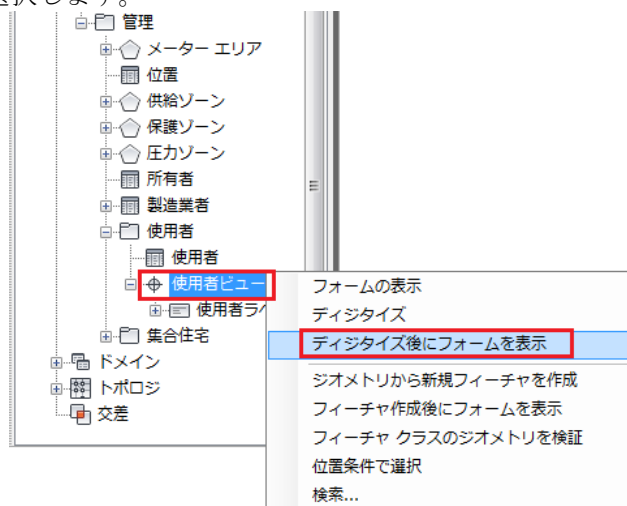 選択します。
管理
メーター エリア
位置
供給ゾーン
保護ゾーン
圧力ゾーン
所有者
製造業者
使用者
使用者
使用者ビュー
使用者ラベ
集合住宅
ドメイン
トポロジ
交差
フォームの表示
ディジタイズ
ディジタイズ後にフォームを表示
ジオメトリから新規フィーチャを作成
フィーチャ作成後にフォームを表示
フィーチャ クラスのジオメトリを検証
位置条件で選択
検索...